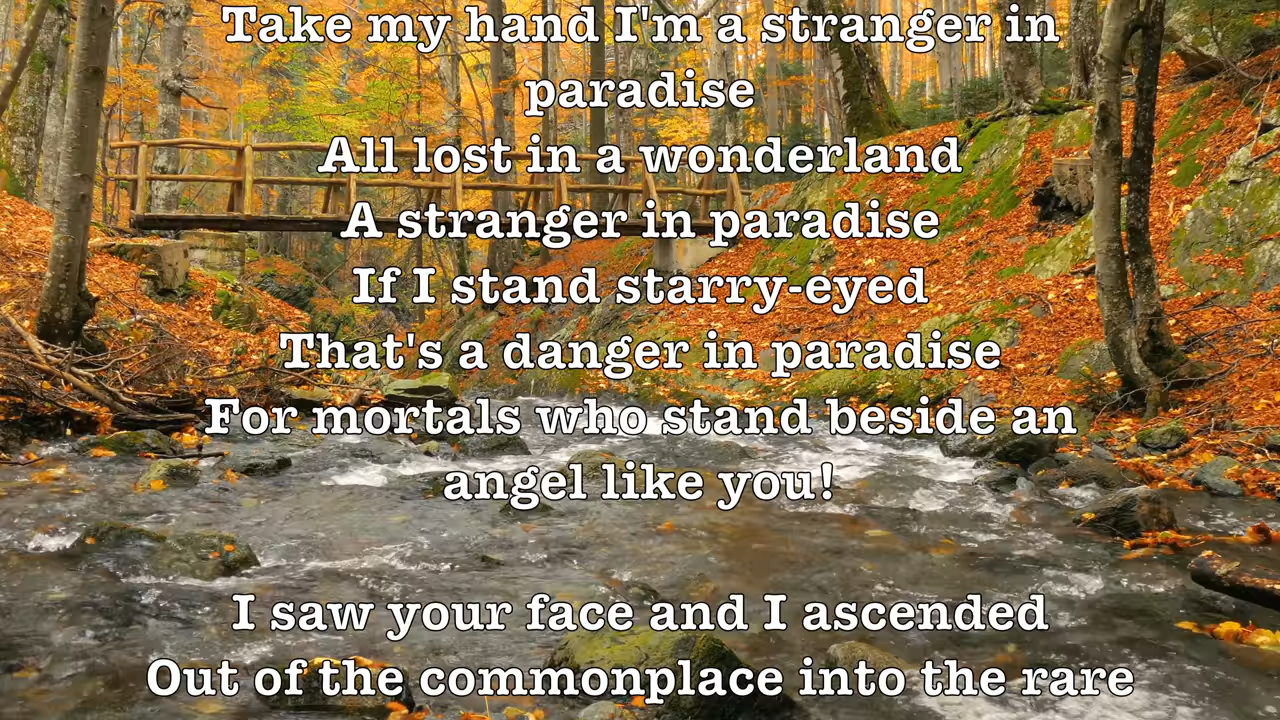 Take my hand I'm a stranger in
paradise
All lost in a wonderland
A stranger in paradise
If I stand starry-eyed
That's a danger in paradise
For mortals who stand beside an
angel like you!
I saw your face and I ascended
Out of the commonplace into the rare